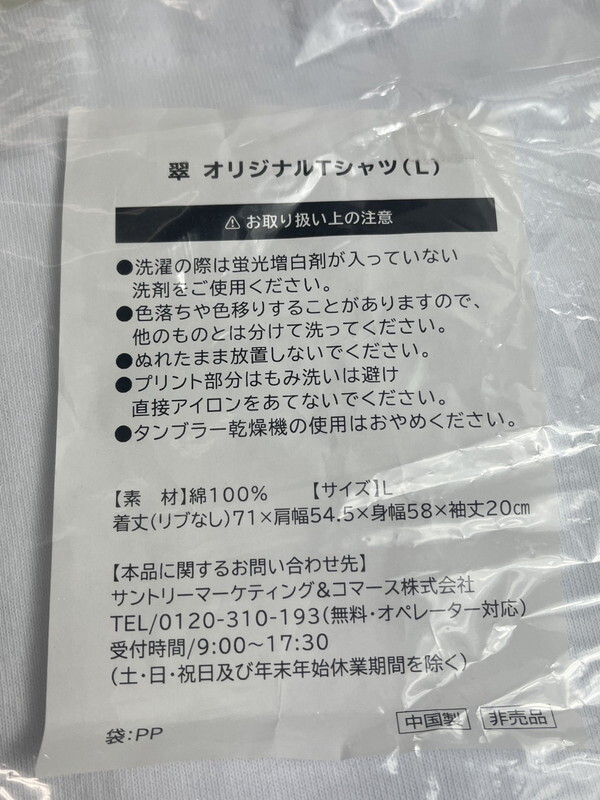 翠 オリジナルTシャツ(L)
⚠ お取り扱い上の注意
●洗濯の際は蛍光増白剤が入っていない
洗剤をご使用ください。
●色落ちや色移りすることがありますので、
他のものとは分けて洗ってください。
●ぬれたまま放置しないでください。
●プリント部分はもみ洗いは避け
直接アイロンをあてないでください。
●タンブラー乾燥機の使用はおやめください。
【素　材】綿100% 【サイズ】L
着丈(リブなし)71×肩幅54.5×身幅58×袖丈20㎝
【本品に関するお問い合わせ先】
サントリーマーケティング&コマース株式会社
TEL/0120-310-193(無料・オペレーター対応)
受付時間/9:00〜17:30
(土・日・祝日及び年末年始休業期間を除く)
袋:PP 中国製 非売品